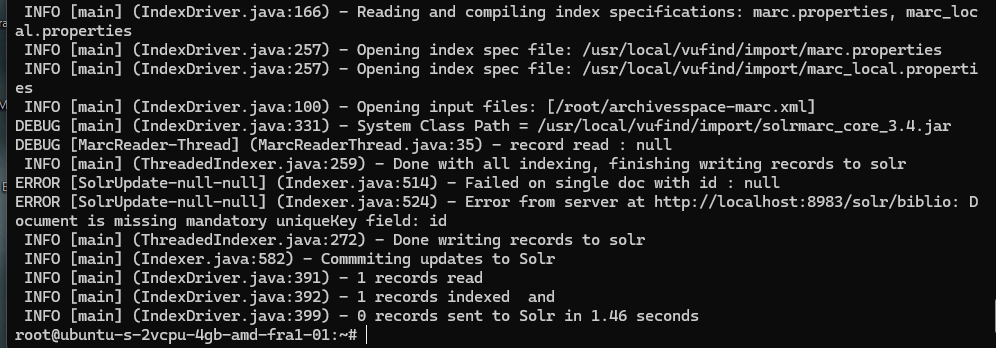 INFO [main] (IndexDriver.java:166) - Reading and compiling index specifications: marc.properties, marc_loc
al.properties
 INFO [main] (IndexDriver.java:257) - Opening index spec file: /usr/local/vufind/import/marc.properties
 INFO [main] (IndexDriver.java:257) - Opening index spec file: /usr/local/vufind/import/marc_local.properti
es
 INFO [main] (IndexDriver.java:100) - Opening input files: [/root/archivesspace-marc.xml]
DEBUG [main] (IndexDriver.java:331) - System Class Path = /usr/local/vufind/import/solrmarc_core_3.4.jar
DEBUG [MarcReader-Thread] (MarcReaderThread.java:35) - record read : null
 INFO [main] (ThreadedIndexer.java:259) - Done with all indexing, finishing writing records to solr
ERROR [SolrUpdate-null-null] (Indexer.java:514) - Failed on single doc with id : null
ERROR [SolrUpdate-null-null] (Indexer.java:524) - Error from server at http://localhost:8983/solr/biblio: D
ocument is missing mandatory uniqueKey field: id
 INFO [main] (ThreadedIndexer.java:272) - Done writing records to solr
 INFO [main] (Indexer.java:582) - Commmiting updates to Solr
 INFO [main] (IndexDriver.java:391) - 1 records read
 INFO [main] (IndexDriver.java:392) - 1 records indexed  and
 INFO [main] (IndexDriver.java:399) - 0 records sent to Solr in 1.46 seconds
root@ubuntu-s-2vcpu-4gb-amd-fra1-01:~#